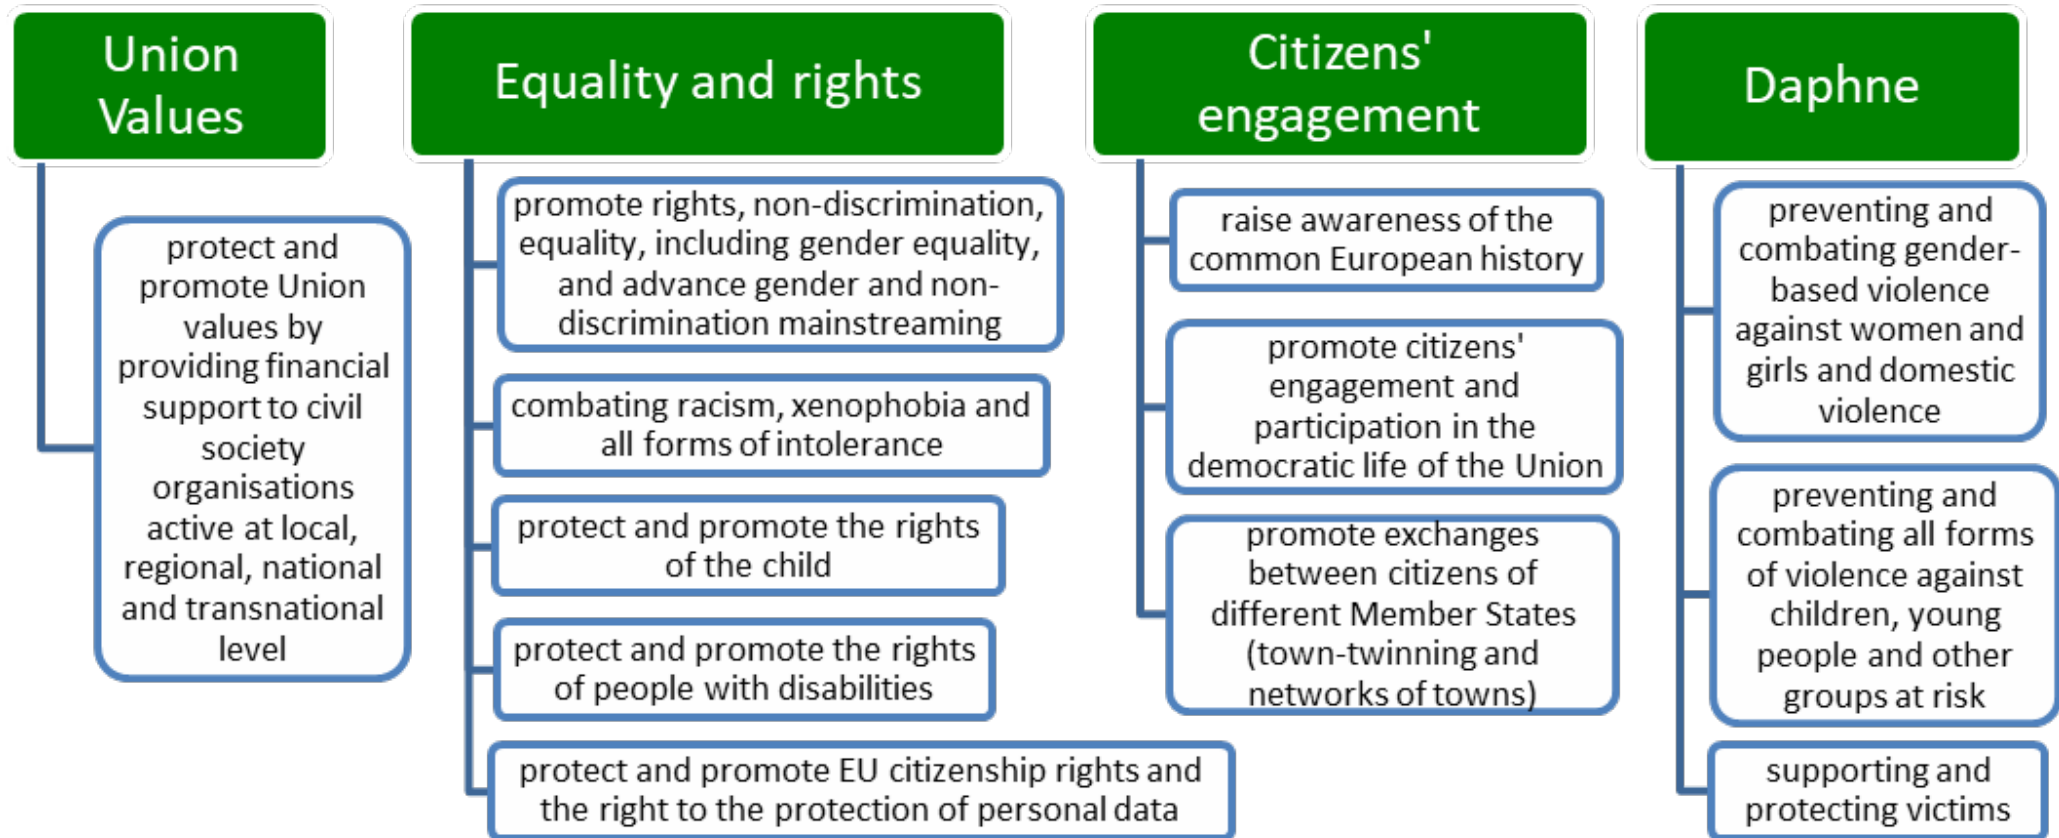 Union
Values
protect and
promote Union
values by
providing financial
support to civil
society
organisations
active at local,
regional, national
and transnational
level
Equality and rights
promote rights, non-discrimination,
equality, including gender equality,
and advance gender and non-
discrimination mainstreaming
combating racism, xenophobia and
all forms of intolerance
protect and promote the rights
of the child
protect and promote the rights
of people with disabilities
protect and promote EU citizenship rights and
the right to the protection of personal data
Citizens'
engagement
raise awareness of the
common European history
promote citizens'
engagement and
participation in the
democratic life of the Union
promote exchanges
between citizens of
different Member States
(town-twinning and
networks of towns)
Daphne
preventing and
combating gender-
based violence
against women and
girls and domestic
violence
preventing and
combating all forms
of violence against
children, young
people and other
groups at risk
supporting and
protecting victims